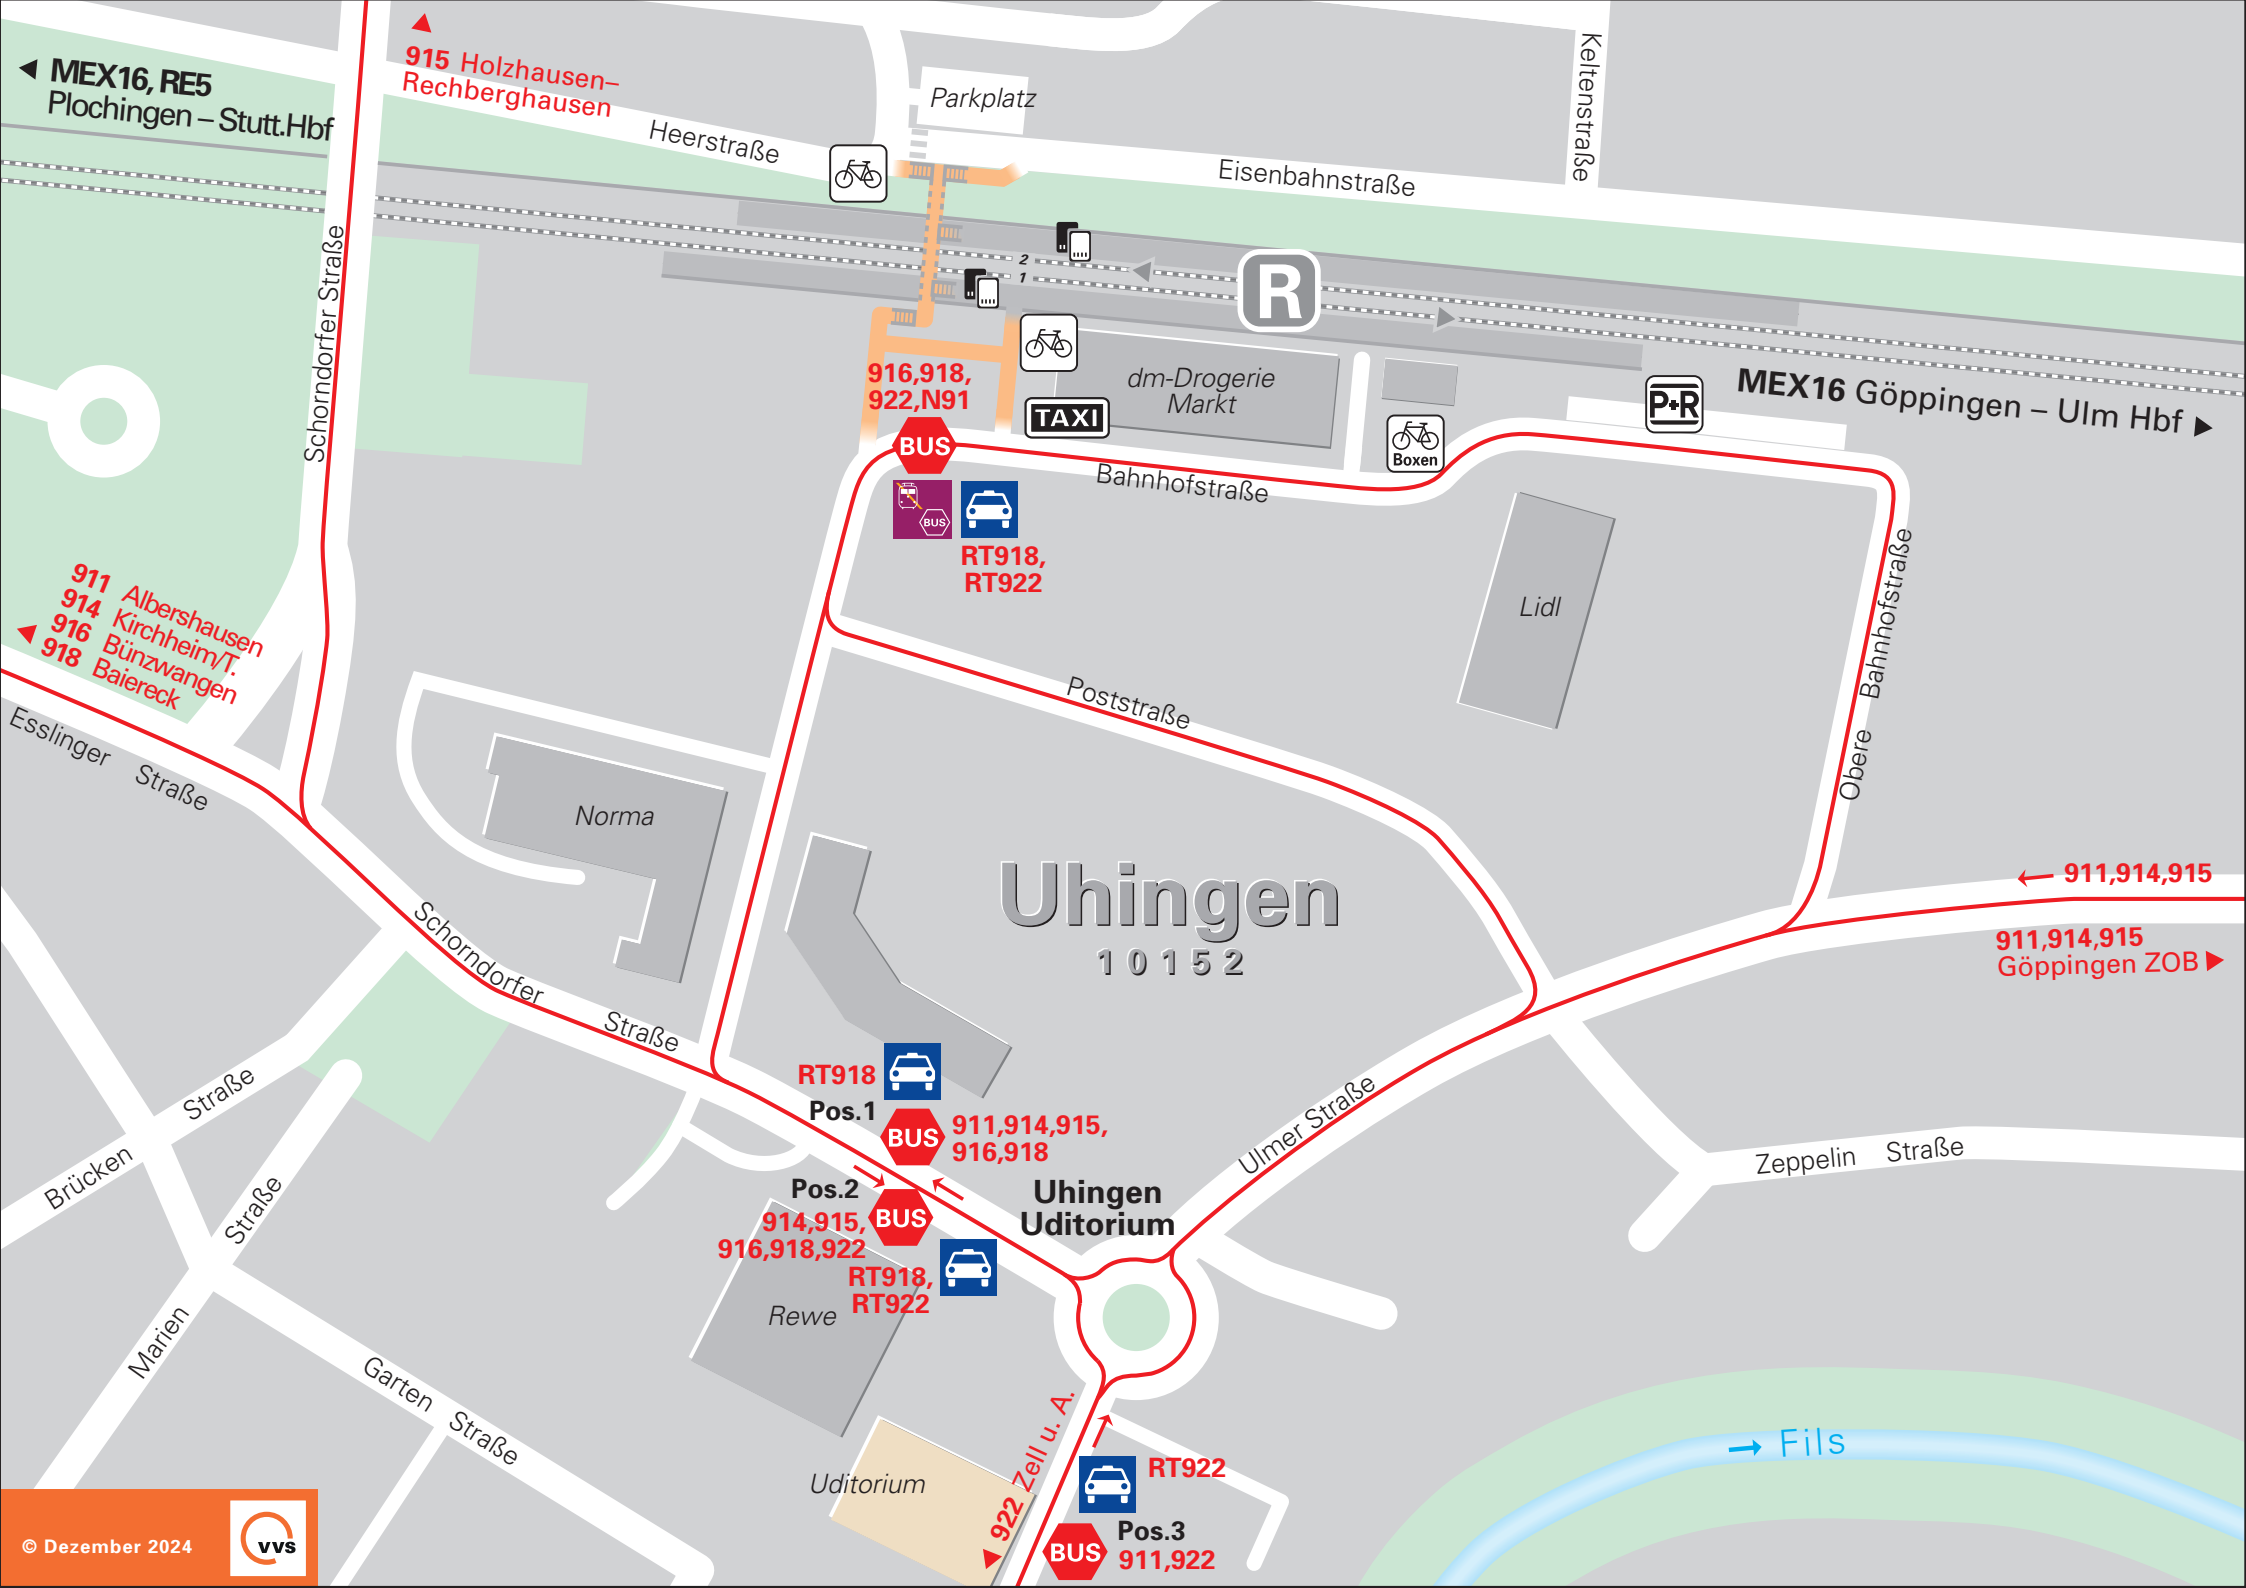 915 Holzhausen–
Rechberghausen
MEX16, RE5
Plochingen – Stutt.Hbf
Parkplatz
Heerstraße
Keltenstraße
Eisenbahnstraße
Schorndorfer Straße
2
1
R
916,918,
922,N91
BUS
TAXI
dm-Drogerie
Markt
Boxen
P+R
MEX16 Göppingen – Ulm Hbf
Bahnhofstraße
BUS
RT918,
RT922
Lidl
Obere Bahnhofstraße
911 Albershausen
914 Kirchheim/T.
916 Bünzwangen
918 Baiereck
Esslinger Straße
Poststraße
Norma
Uhingen
10152
911,914,915
911,914,915
Göppingen ZOB
Schorndorfer Straße
RT918
Pos.1
BUS
911,914,915,
916,918
Ulmer Straße
Zeppelin Straße
Brücken Straße
Marien Straße
Pos.2
BUS
914,915,
916,918,922
RT918,
RT922
Uhingen
Uditorium
Rewe
Garten Straße
Uditorium
922 Zell u. A.
RT922
Pos.3
BUS
911,922
Fils
© Dezember 2024
vvs